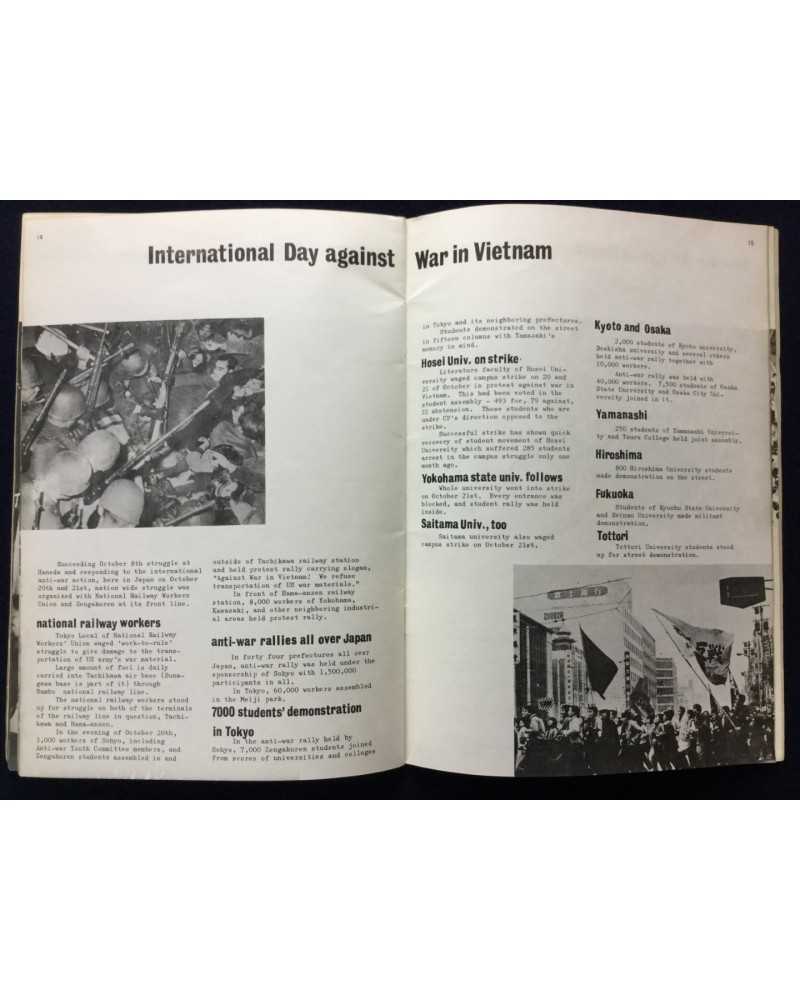 14
15
International Day against War in Vietnam
Succeeding October 8th struggle at
Haneda and responding to the international
anti-war action, here in Japan on October
20th and 21st, nation wide struggle was
organized with National Railway Workers
Union and Zengakuren at its front line.
national railway workers
Tokyo Local of National Railway
Workers' Union waged 'work-to-rule'
struggle to give damage to the trans-
portation of US army's war material.
Large amount of fuel is daily
carried into Tachikawa air base (Suna-
gawa base is part of it) through
Nambu national railway line.
The national railway workers stood
up for struggle on both of the terminals
of the railway line in question, Tachi-
kawa and Hama-anzen.
In the evening of October 20th,
3,000 workers of Sohyo, including
Anti-war Youth Committee members, and
Zengakuren students assembled in and
outside of Tachikawa railway station
and held protest rally carrying slogan,
"Against War in Vietnam! We refuse
transportation of US war materials."
In front of Hama-anzen railway
station, 8,000 workers of Yokohama,
Kawasaki, and other neighboring industri-
al areas held protest rally.
anti-war rallies all over Japan
In forty four prefectures all over
Japan, anti-war rally was held under the
sponsorship of Sohyo with 1,500,000
participants in all.
In Tokyo, 60,000 workers assembled
in the Meiji park.
7000 students' demonstration
in Tokyo
In the anti-war rally held by
Sohyo, 7,000 Zengakuren students joined
from scores of universities and colleges
in Tokyo and its neighboring prefectures.
Students demonstrated on the street
in fifteen columns with Yamazaki's
memory in mind.
Hosei Univ. on strike
Literature faculty of Hosei Uni-
versity waged campus strike on 20 and
21 of October in protest against war in
Vietnam. This had been voted in the
student assembly - 493 for, 79 against,
22 abstension. Those students who are
under CP's direction opposed to the
strike.
Successful strike has shown quick
recovery of student movement of Hosei
University which suffered 285 students
arrest in the campus struggle only one
month ago.
Yokohama state univ. follows
Whole university went into strike
on October 21st. Every entrance was
blocked, and student rally was held
inside.
Saitama Univ., too
Saitama university also waged
campus strike on October 21st.
Kyoto and Osaka
2,000 students of Kyoto university,
Doshisha university and several others
held anti-war rally together with
10,000 workers.
Anti-war rally was held with
40,000 workers. 3,500 students of Osaka
State University and Osaka City Uni-
versity joined in it.
Yamanashi
250 students of Yamanashi Universi-
ty and Tsuru College held joint assembly.
Hiroshima
800 Hiroshima University students
made demonstration on the street.
Fukuoka
Students of Kyushu State University
and Seinan University made militant
demonstration.
Tottori
Tottori University students stood
up for street demonstration.